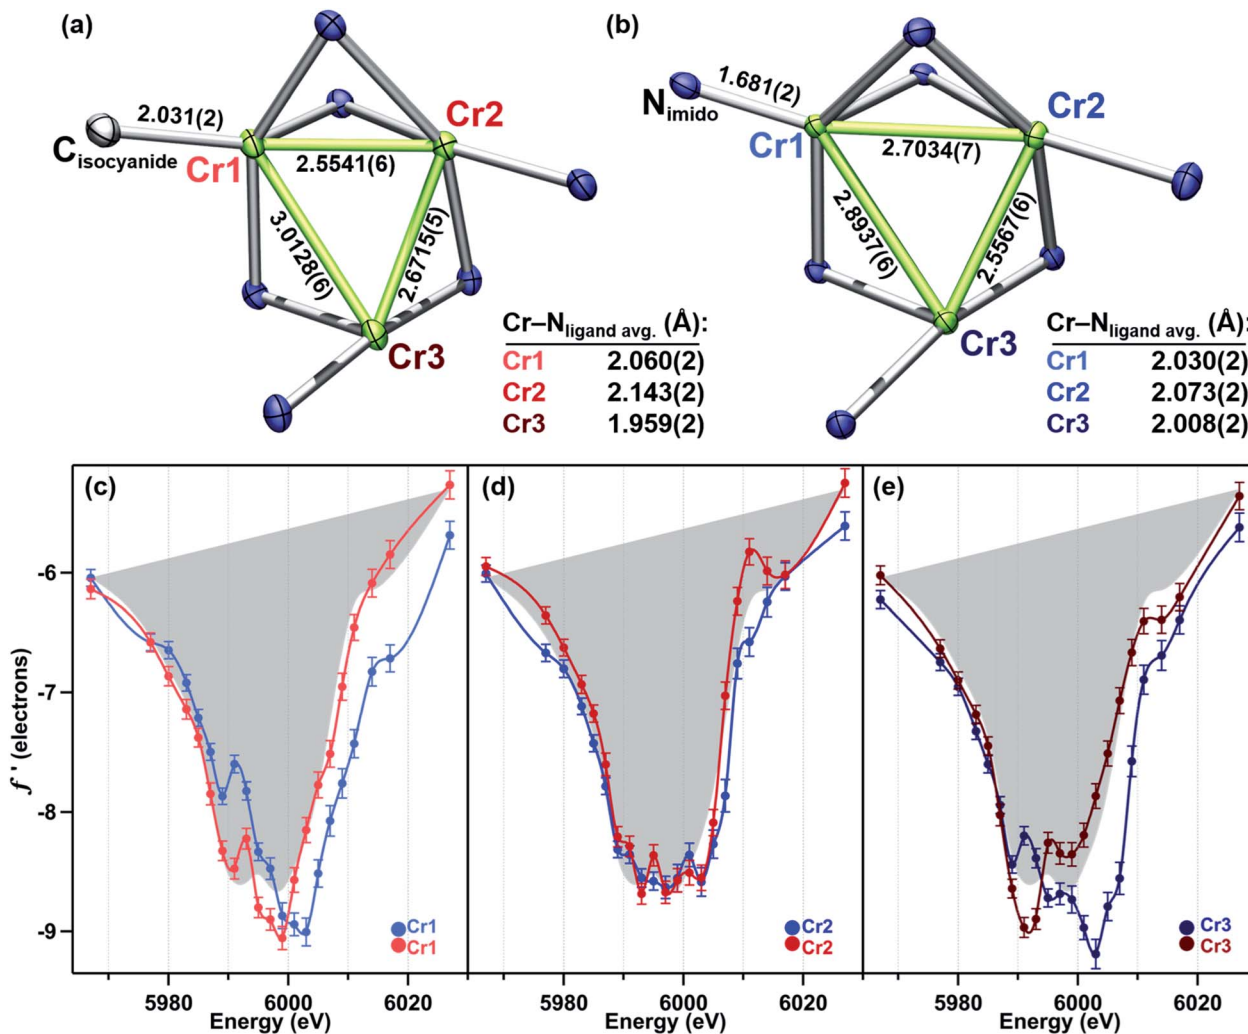 (a)
2.031(2)
Cisocyanide
Cr1
Cr2
2.5541(6)
3.0128(6)
2.6715(5)
Cr3
Cr–Nligand avg. (Å):
Cr1 2.060(2)
Cr2 2.143(2)
Cr3 1.959(2)
(b)
1.681(2)
Nimido
Cr1
Cr2
2.7034(7)
2.8937(6)
2.5567(6)
Cr3
Cr–Nligand avg. (Å):
Cr1 2.030(2)
Cr2 2.073(2)
Cr3 2.008(2)
f ' (electrons)
-6
-7
-8
-9
(c)
Cr1
Cr1
5980 6000 6020
Energy (eV)
(d)
Cr2
Cr2
5980 6000 6020
Energy (eV)
(e)
Cr3
Cr3
5980 6000 6020
Energy (eV)